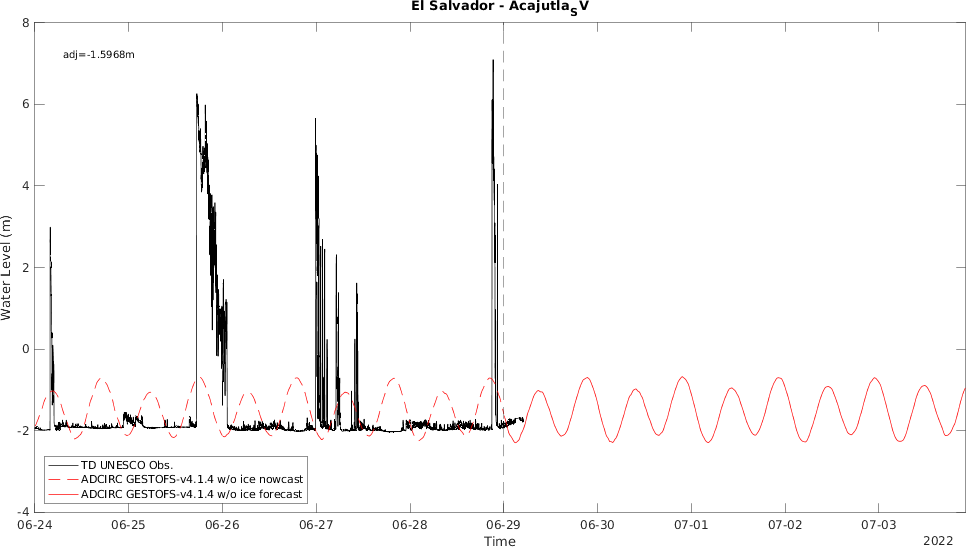 El Salvador - AcajutlaSV
8
adj=-1.5968m
6
4
2
0
-2
-4
Water Level (m)
TD UNESCO Obs.
ADCIRC GESTOFS-v4.1.4 w/o ice nowcast
ADCIRC GESTOFS-v4.1.4 w/o ice forecast
06-24 06-25 06-26 06-27 06-28 06-29 06-30 07-01 07-02 07-03
Time
2022